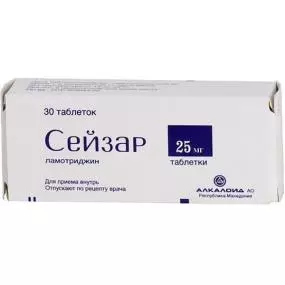 30 таблеток
Сейзар
ламотриджин
25 мг
таблетки
Для приема внутрь
Отпускают по рецепту врача
АЛКАЛОИД АО
Республика Македония